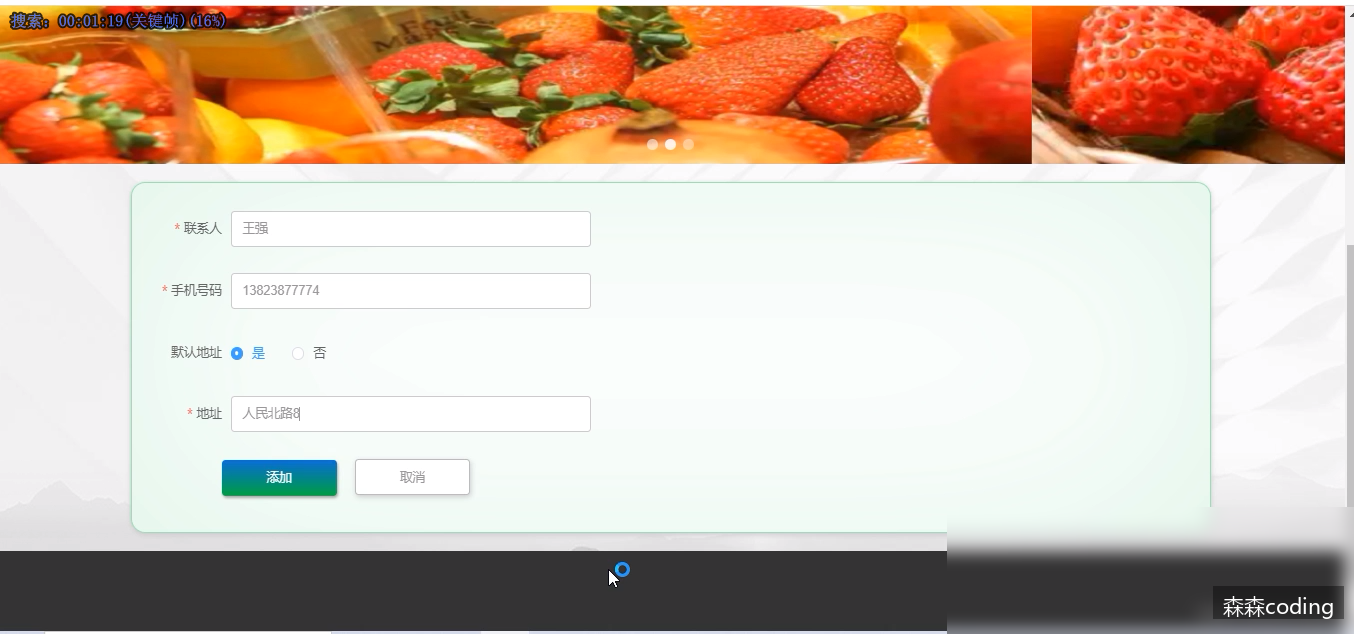 搜索: 00:01:19(关键帧)(16%)
* 联系人 王强
* 手机号码 13823877774
默认地址 是 否
* 地址 人民北路8
添加 取消
森森coding